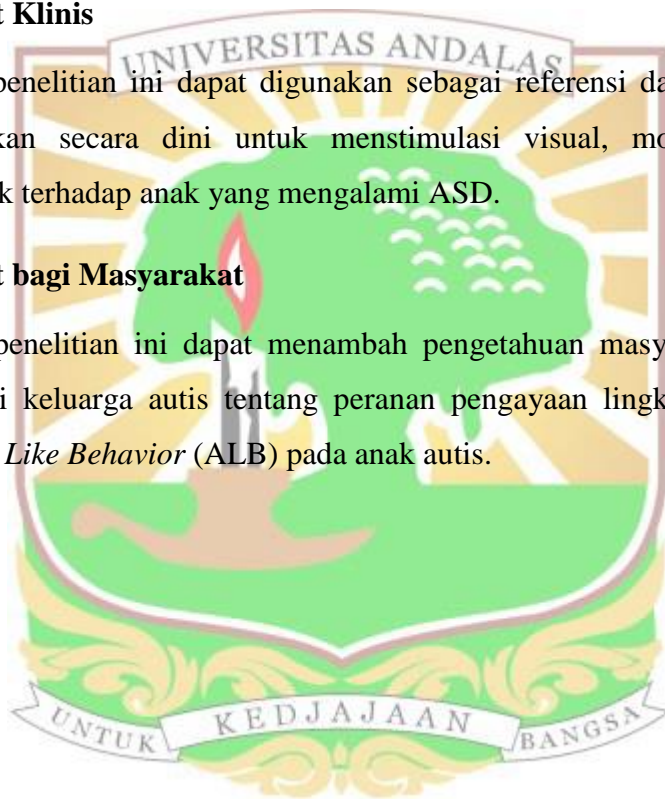 t Klinis
UNIVERSITAS ANDALAS
penelitian ini dapat digunakan sebagai referensi da
kan secara dini untuk menstimulasi visual, mo
k terhadap anak yang mengalami ASD.
t bagi Masyarakat
penelitian ini dapat menambah pengetahuan masy
i keluarga autis tentang peranan pengayaan lingk
Like Behavior (ALB) pada anak autis.
UNTUK KEDJAJAAN BANGSA